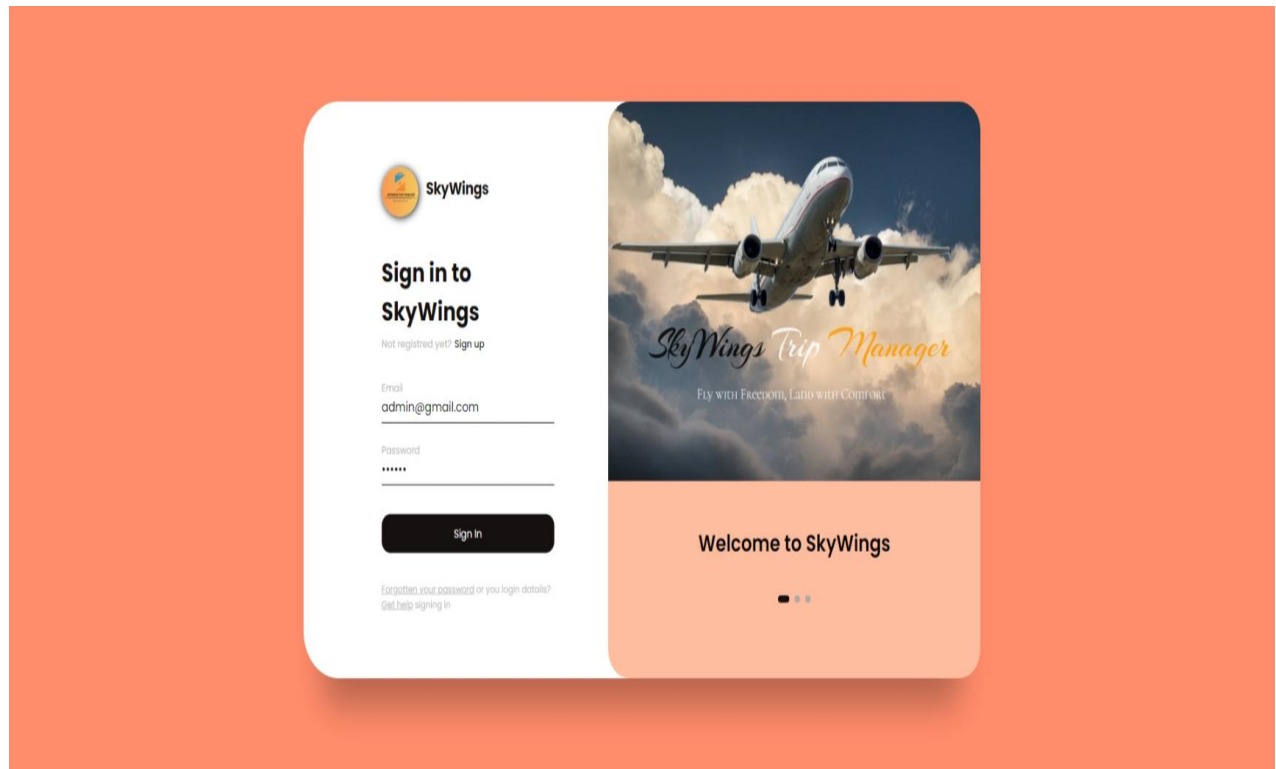 SkyWings
Sign in to
SkyWings
Not registred yet? Sign up
Email
admin@gmail.com
Password
••••••
Sign In
Forgotten your password or you login datails?
Get help signing in
SkyWings Trip Manager
Fly with Freedom, Land with Comfort
Welcome to SkyWings